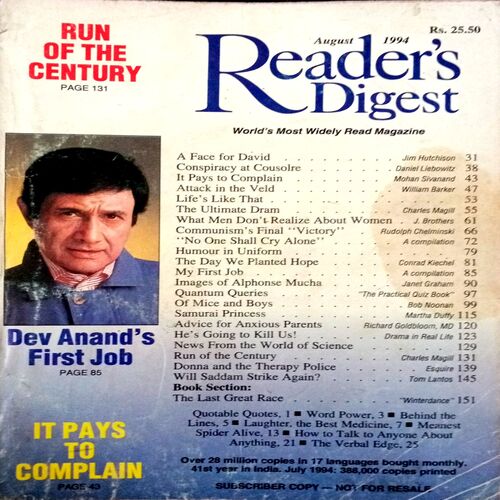 RUN
OF THE
CENTURY
PAGE 131
August 1994
Rs. 25.50
Reader's
Digest
World's Most Widely Read Magazine
A Face for David . . . . . . . . . . . . . Jim Hutchison 31
Conspiracy at Cousolre . . . . . . . . . Daniel Liebowitz 38
It Pays to Complain . . . . . . . . . . Mohan Sivanand 43
Attack in the Veld . . . . . . . . . . . William Barker 47
Life's Like That . . . . . . . . . . . . . . . . . 53
The Ultimate Dram . . . . . . . . . . . Charles Magill 55
What Men Don't Realize About Women . . J. Brothers 61
Communism's Final "Victory" . . . Rudolph Chelminski 66
"No One Shall Cry Alone" . . . . . . . . A compilation 72
Humour in Uniform . . . . . . . . . . . . . . . . 79
The Day We Planted Hope . . . . . . . . Conrad Kiechel 81
My First Job . . . . . . . . . . . . . . A compilation 85
Images of Alphonse Mucha . . . . . . . . Janet Graham 90
Quantum Queries . . . . . "The Practical Quiz Book" 97
Of Mice and Boys . . . . . . . . . . . . Bob Noonan 99
Samurai Princess . . . . . . . . . . . . Martha Duffy 115
Advice for Anxious Parents . . Richard Goldbloom, MD 120
He's Going to Kill Us! . . . . . . . Drama in Real Life 123
News From the World of Science . . . . . . . . . 129
Run of the Century . . . . . . . . . . . Charles Magill 131
Donna and the Therapy Police . . . . . . . . Esquire 139
Will Saddam Strike Again? . . . . . . . . Tom Lantos 145
Book Section:
The Last Great Race . . . . . . . . . "Winterdance" 151
Quotable Quotes, 1 ■ Word Power, 3 ■ Behind the
Lines, 5 ■ Laughter, the Best Medicine, 7 ■ Meanest
Spider Alive, 13 ■ How to Talk to Anyone About
Anything, 21 ■ The Verbal Edge, 25
Over 28 million copies in 17 languages bought monthly.
41st year in India. July 1994: 388,000 copies printed
SUBSCRIBER COPY — NOT FOR RESALE
Dev Anand's
First Job
PAGE 85
IT PAYS
TO
COMPLAIN
PAGE 43